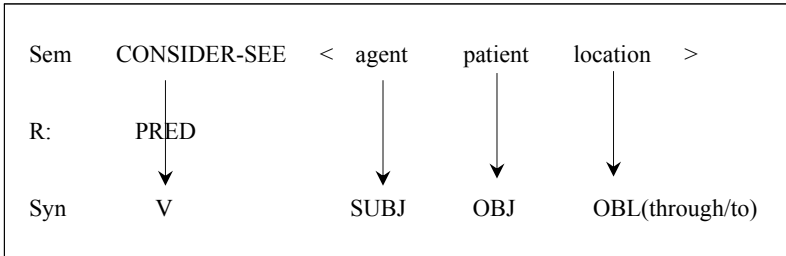 Sem CONSIDER-SEE < agent patient location >
R: PRED
Syn V SUBJ OBJ OBL(through/to)